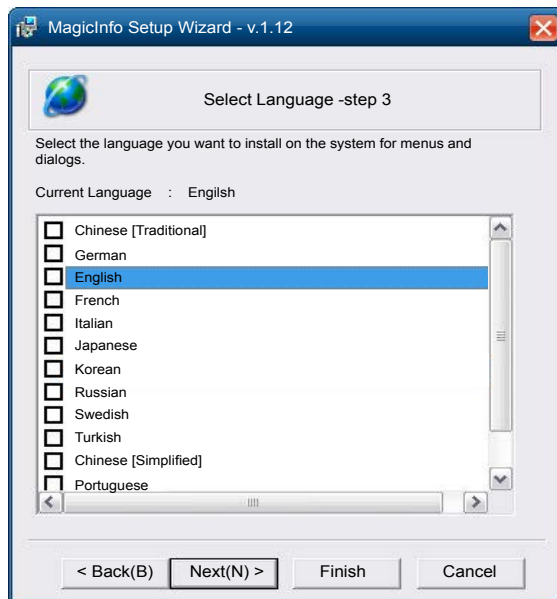 MagicInfo Setup Wizard - v.1.12
Select Language -step 3
Select the language you want to install on the system for menus and
dialogs.
Current Language : Engilsh
Chinese [Traditional]
German
English
French
Italian
Japanese
Korean
Russian
Swedish
Turkish
Chinese [Simplified]
Portuguese
< Back(B) Next(N) > Finish Cancel